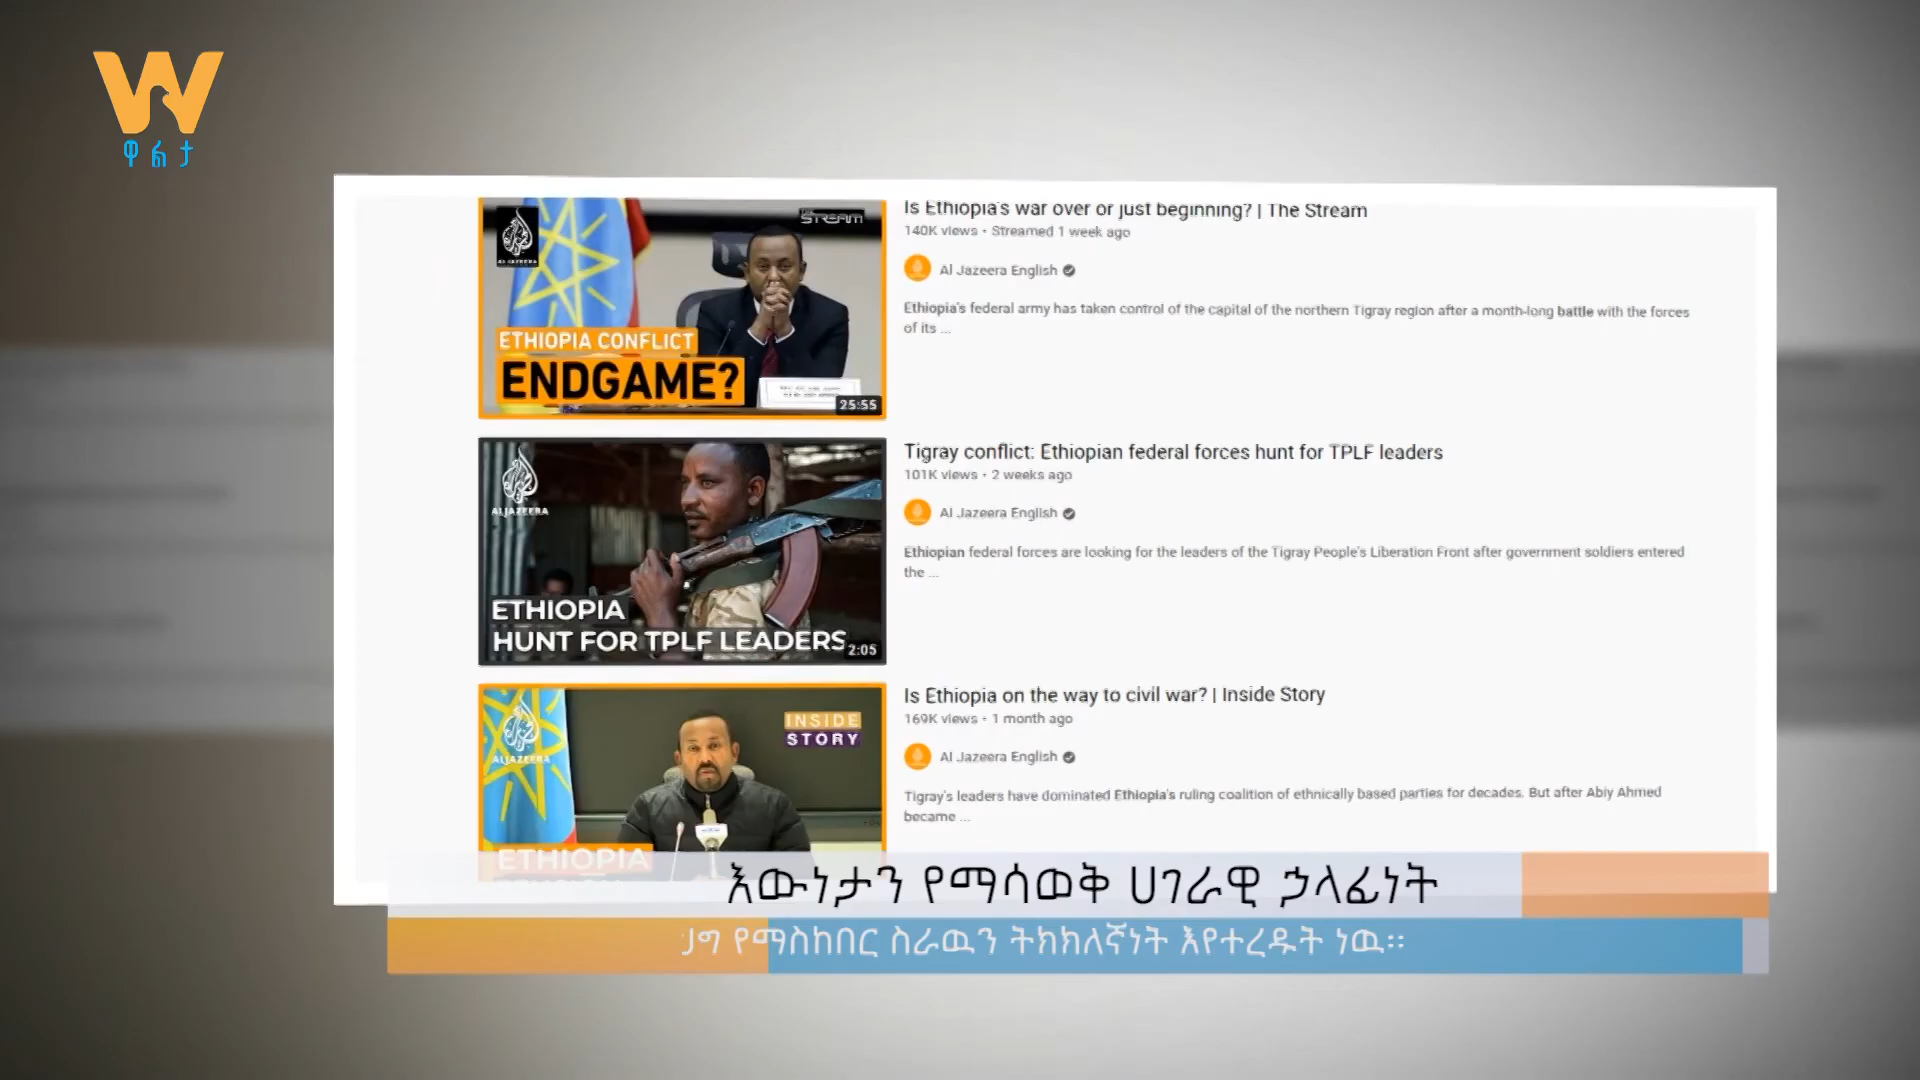 ዋልታ
Is Ethiopia's war over or just beginning? | The Stream
140K views • Streamed 1 week ago
Al Jazeera English
Ethiopia's federal army has taken control of the capital of the northern Tigray region after a month-long battle with the forces
of its ...
ALJAZEERA
THE STREAM
ETHIOPIA CONFLICT
ENDGAME?
25:55
Tigray conflict: Ethiopian federal forces hunt for TPLF leaders
101K views • 2 weeks ago
Al Jazeera English
Ethiopian federal forces are looking for the leaders of the Tigray People's Liberation Front after government soldiers entered
the ...
ALJAZEERA
ETHIOPIA
HUNT FOR TPLF LEADERS
2:05
Is Ethiopia on the way to civil war? | Inside Story
169K views • 1 month ago
Al Jazeera English
Tigray's leaders have dominated Ethiopia's ruling coalition of ethnically based parties for decades. But after Abiy Ahmed
became ...
ALJAZEERA
INSIDE
STORY
ETHIOPIA
እውነታን የማሳወቅ ሀገራዊ ኃላፊነት
ግ የማስከበር ስራዉን ትክክለኛነት እየተረዱት ነዉ፡፡